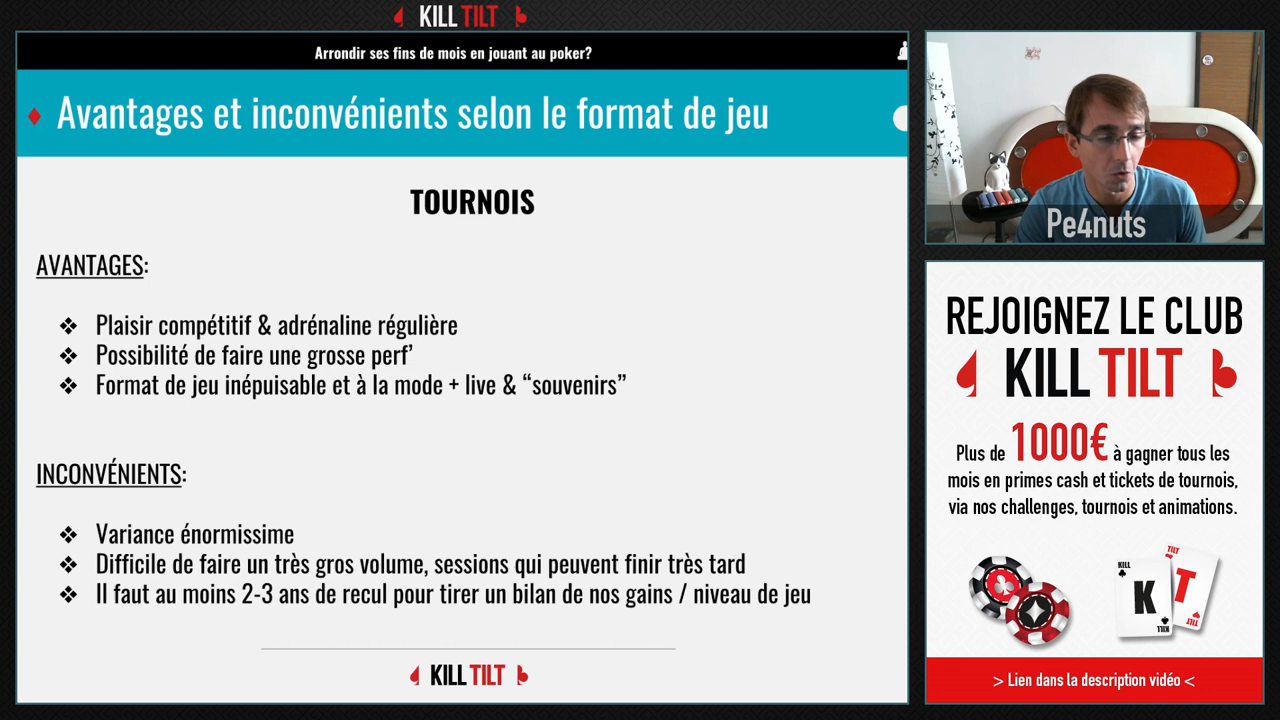 KILL TILT
Arrondir ses fins de mois en jouant au poker?
Avantages et inconvénients selon le format de jeu
TOURNOIS
AVANTAGES:
❖ Plaisir compétitif & adrénaline régulière
❖ Possibilité de faire une grosse perf’
❖ Format de jeu inépuisable et à la mode + live & “souvenirs”
INCONVÉNIENTS:
❖ Variance énormissime
❖ Difficile de faire un très gros volume, sessions qui peuvent finir très tard
❖ Il faut au moins 2-3 ans de recul pour tirer un bilan de nos gains / niveau de jeu
KILL TILT
Pe4nuts
REJOIGNEZ LE CLUB
KILL TILT
Plus de 1000€ à gagner tous les
mois en primes cash et tickets de tournois,
via nos challenges, tournois et animations.
KILL
K
KILL
TILT
T
TILT
> Lien dans la description vidéo <